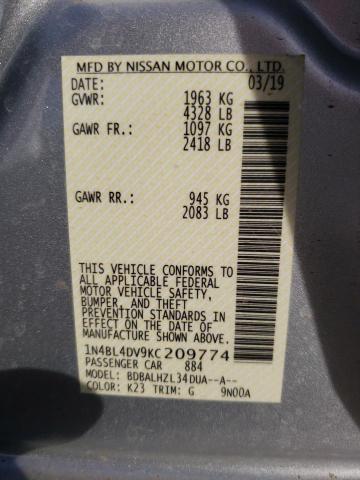 MFD BY NISSAN MOTOR CO., LTD.
DATE: 03/19
GVWR: 1963 KG
4328 LB
GAWR FR.: 1097 KG
2418 LB
GAWR RR.: 945 KG
2083 LB
THIS VEHICLE CONFORMS TO
ALL APPLICABLE FEDERAL
MOTOR VEHICLE SAFETY,
BUMPER, AND THEFT
PREVENTION STANDARDS IN
EFFECT ON THE DATE OF
MANUFACTURE SHOWN ABOVE.
1N4BL4DV9KC209774
PASSENGER CAR 884
MODEL: BDBALHZL34DUA--A--
COLOR: K23 TRIM: G 9N00A